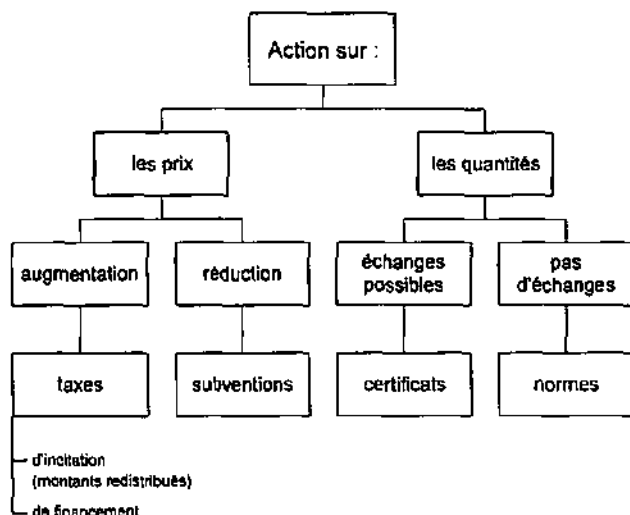 Action sur :
les prix
les quantités
augmentation
réduction
échanges
possibles
pas
d'échanges
taxes
subventions
certificats
normes
d'incitation
(montants redistribués)
de financement